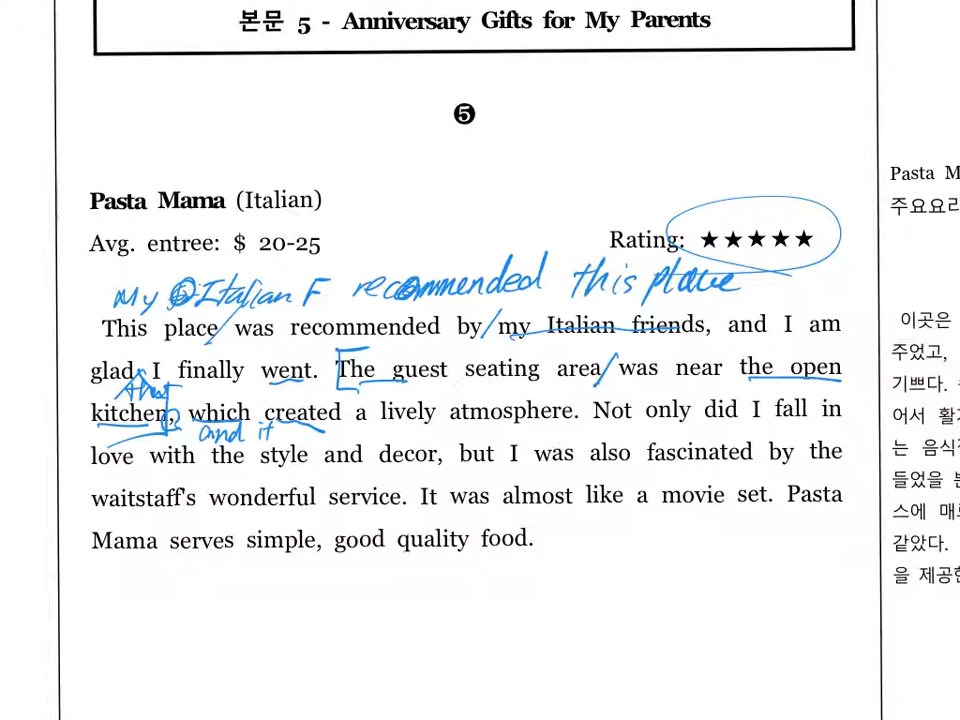 본문 5 - Anniversary Gifts for My Parents
❺
Pasta Mama (Italian)
Avg. entree: $ 20-25
Rating: ★★★★★
My Italian F recommended this place
This place was recommended by my Italian friends, and I am
glad I finally went. The guest seating area was near the open
that
kitchen, which created a lively atmosphere. Not only did I fall in
and it
love with the style and decor, but I was also fascinated by the
waitstaff's wonderful service. It was almost like a movie set. Pasta
Mama serves simple, good quality food.
Pasta M
주요요리
이곳은
주었고,
기쁘다.
어서 활기
는 음식
들었을 
스에 매료
같았다.
을 제공한